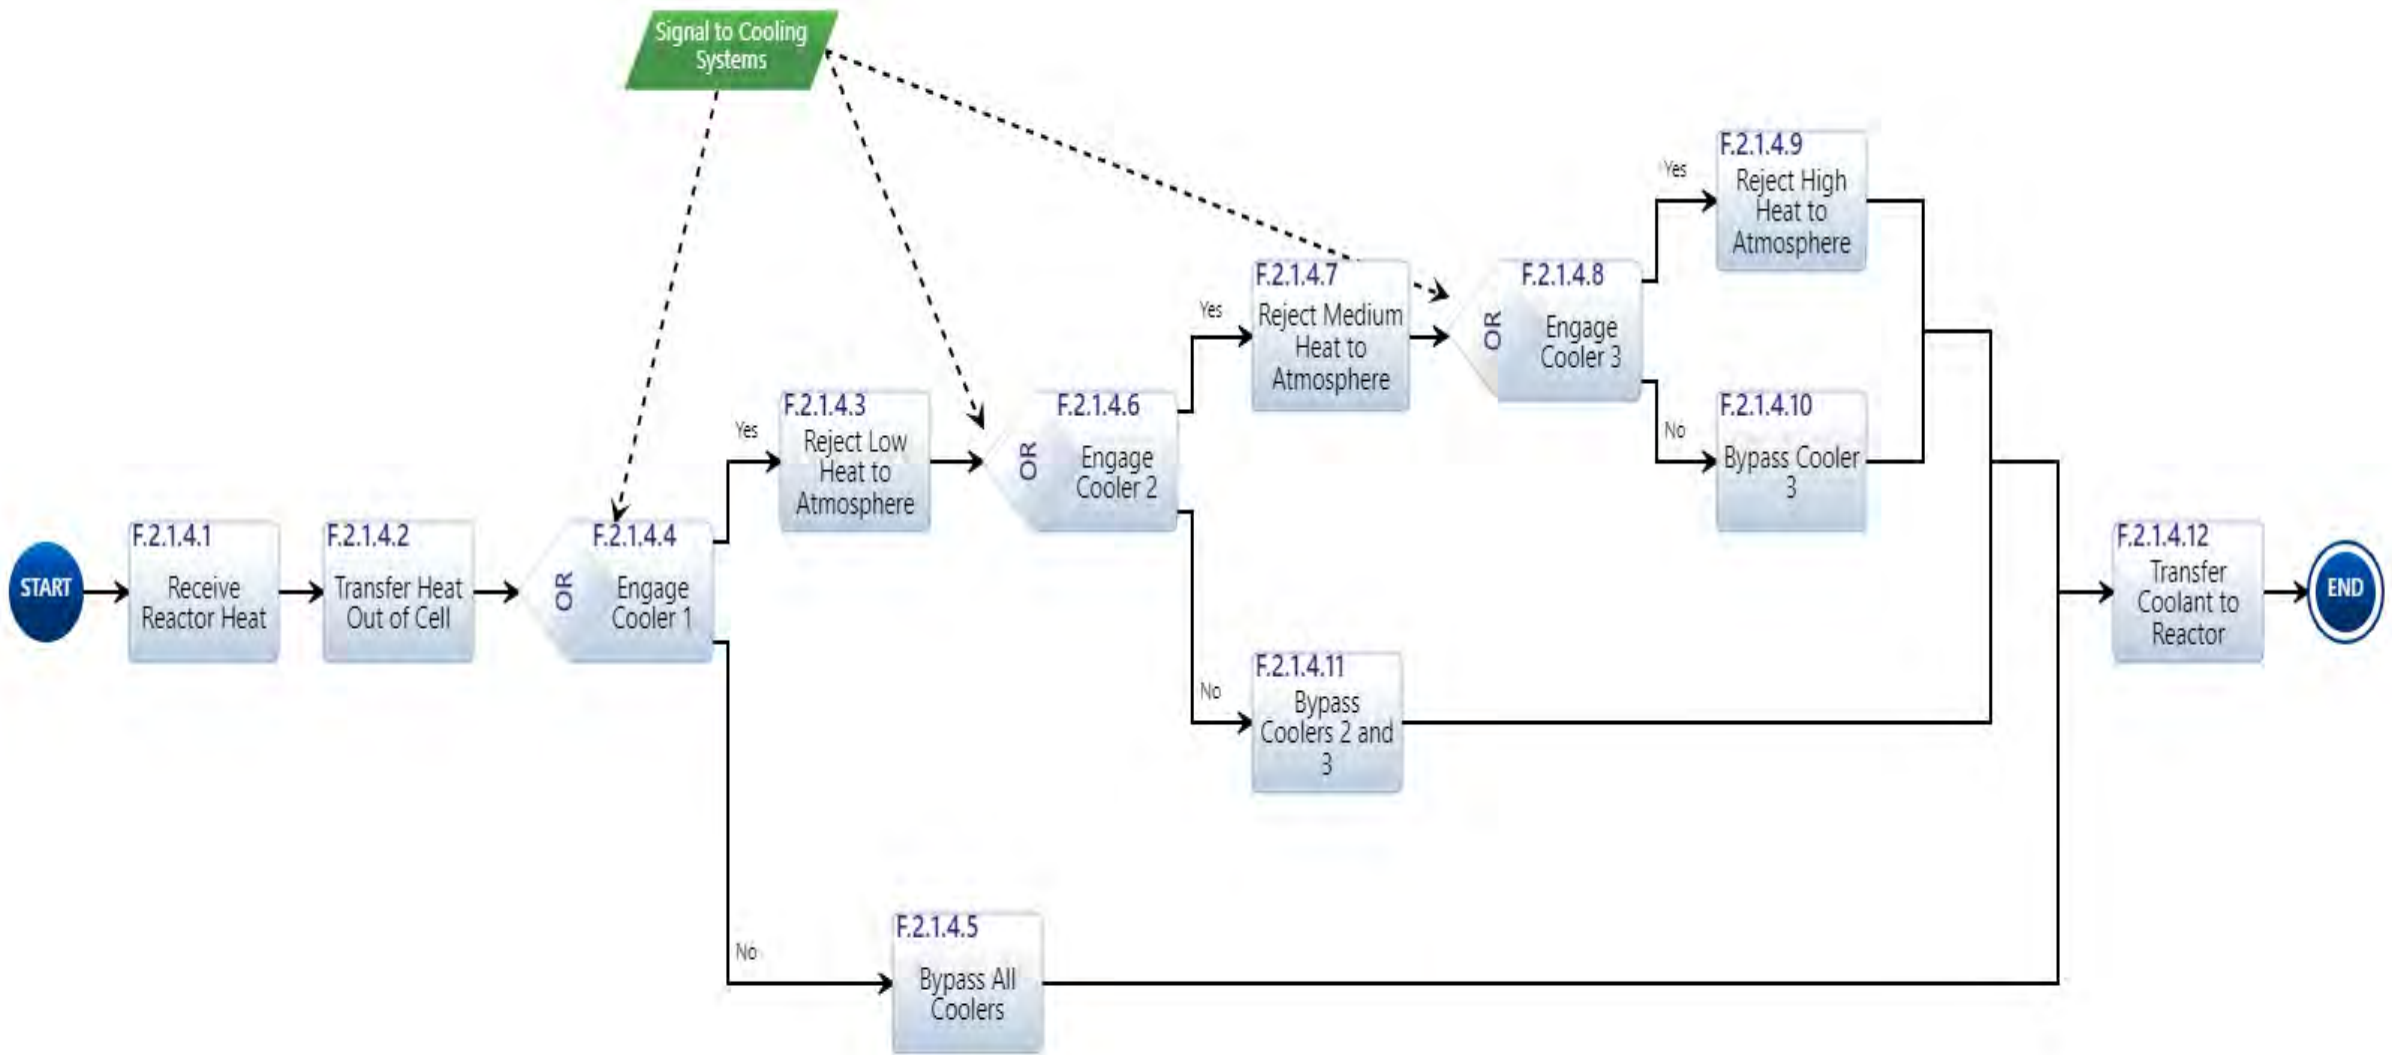 Signal to Cooling
Systems
START
F.2.1.4.1
Receive
Reactor Heat
F.2.1.4.2
Transfer Heat
Out of Cell
OR
F.2.1.4.4
Engage
Cooler 1
Yes
F.2.1.4.3
Reject Low
Heat to
Atmosphere
OR
F.2.1.4.6
Engage
Cooler 2
Yes
F.2.1.4.7
Reject Medium
Heat to
Atmosphere
OR
F.2.1.4.8
Engage
Cooler 3
Yes
F.2.1.4.9
Reject High
Heat to
Atmosphere
No
F.2.1.4.10
Bypass Cooler
3
No
F.2.1.4.11
Bypass
Coolers 2 and
3
No
F.2.1.4.5
Bypass All
Coolers
F.2.1.4.12
Transfer
Coolant to
Reactor
END